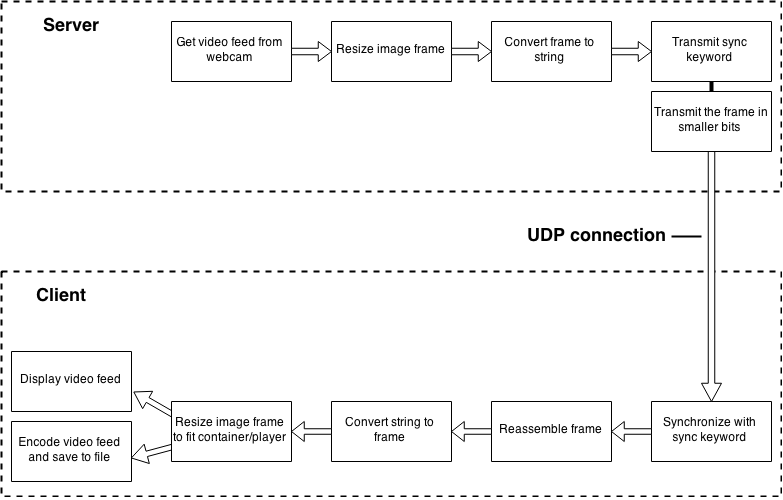 Server
Get video feed from
webcam
Resize image frame
Convert frame to
string
Transmit sync
keyword
Transmit the frame in
smaller bits
UDP connection
Client
Display video feed
Encode video feed
and save to file
Resize image frame
to fit container/player
Convert string to
frame
Reassemble frame
Synchronize with
sync keyword